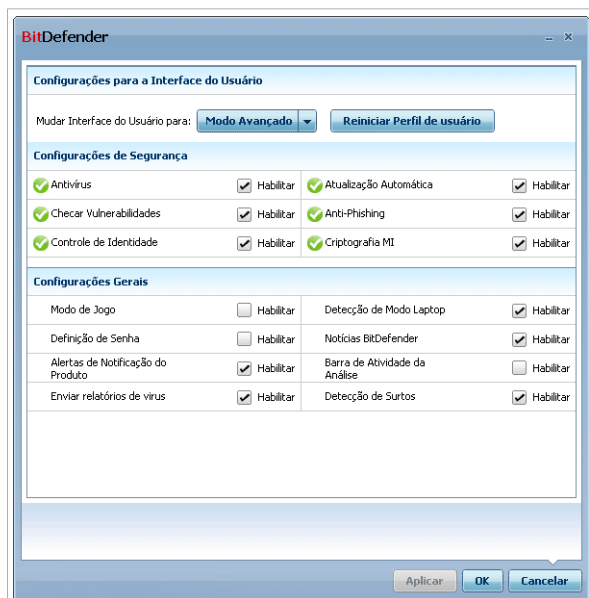 BitDefender
Configurações para a Interface do Usuário
Mudar Interface do Usuário para: Modo Avançado Reiniciar Perfil de usuário
Configurações de Segurança
Antivírus Habilitar Atualização Automática Habilitar
Checar Vulnerabilidades Habilitar Anti-Phishing Habilitar
Controle de Identidade Habilitar Criptografia MI Habilitar
Configurações Gerais
Modo de Jogo Habilitar Detecção de Modo Laptop Habilitar
Definição de Senha Habilitar Notícias BitDefender Habilitar
Alertas de Notificação do
Produto Habilitar
Barra de Atividade da
Análise Habilitar
Enviar relatórios de virus Habilitar Detecção de Surtos Habilitar
Aplicar OK Cancelar